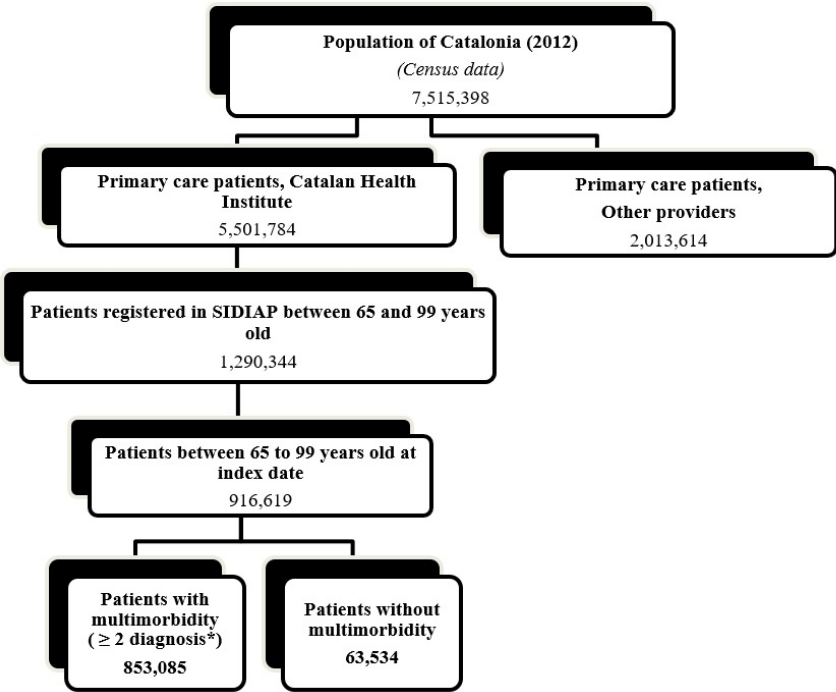 Population of Catalonia (2012)
(Census data)
7,515,398
Primary care patients, Catalan Health
Institute
5,501,784
Primary care patients,
Other providers
2,013,614
Patients registered in SIDIAP between 65 and 99 years
old
1,290,344
Patients between 65 to 99 years old at
index date
916,619
Patients with
multimorbidity
( ≥ 2 diagnosis*)
853,085
Patients without
multimorbidity
63,534